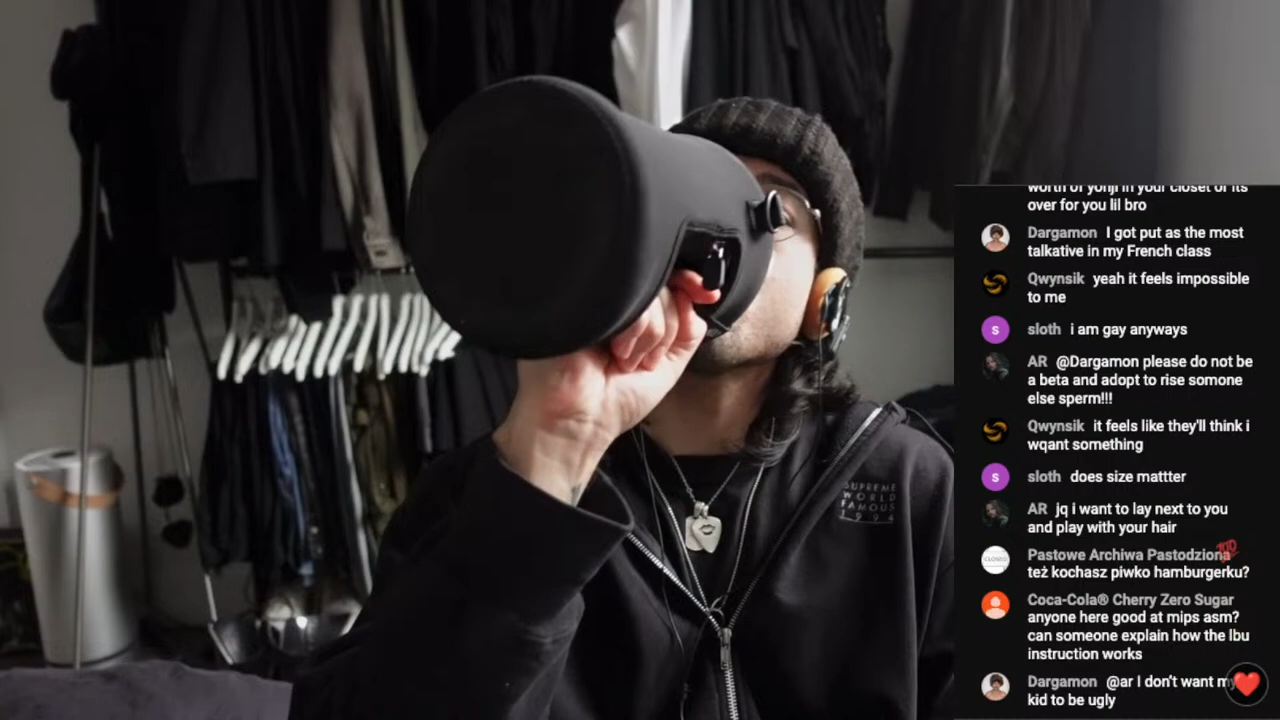 worth of yohji in your closet or its
over for you lil bro
Dargamon I got put as the most
talkative in my French class
Qwynsik yeah it feels impossible
to me
S
sloth i am gay anyways
AR @Dargamon please do not be
a beta and adopt to rise somone
else sperm!!!
Qwynsik it feels like they'll think i
wqant something
S
sloth does size mattter
AR jq i want to lay next to you
and play with your hair
Pastowe Archiwa Pastodziona
też kochasz piwko hamburgerku?
Coca-Cola® Cherry Zero Sugar
anyone here good at mips asm?
can someone explain how the lbu
instruction works
Dargamon @ar I don't want my
kid to be ugly
SUPREME
WORLD
FAMOUS
1994
100